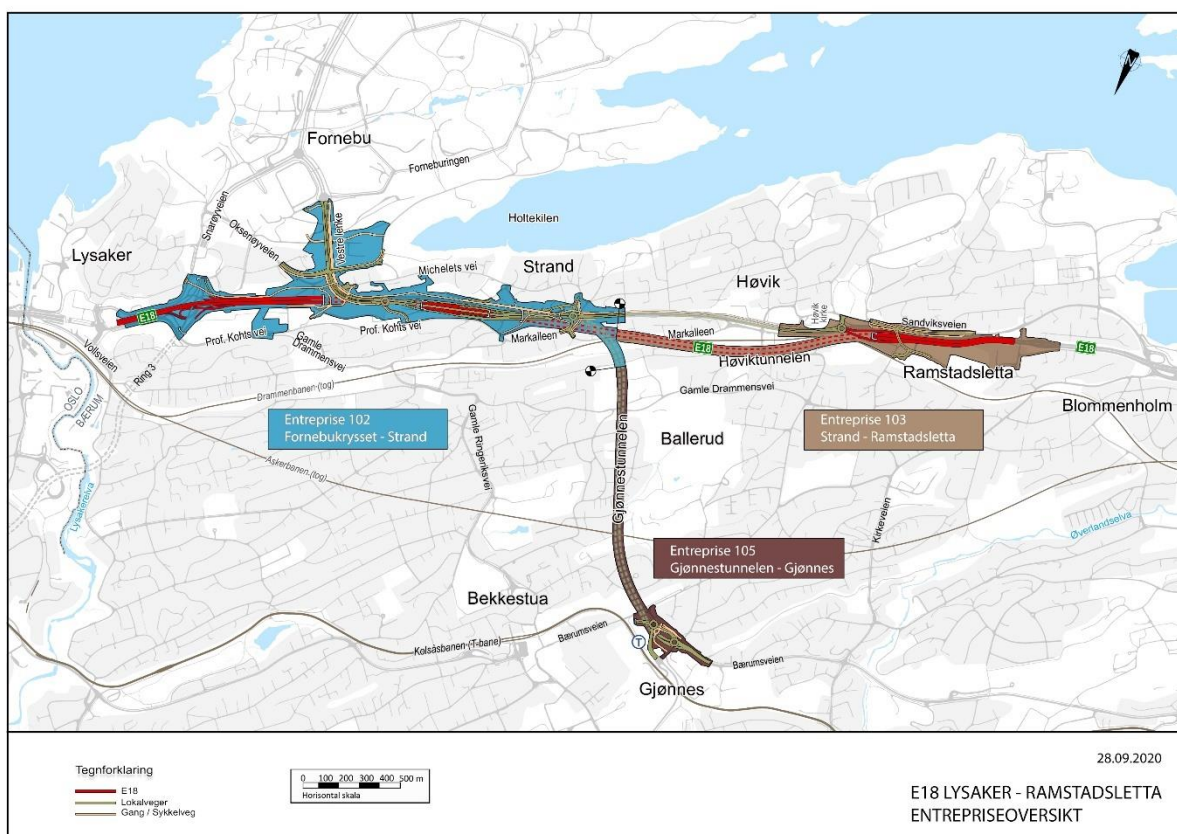 N
Fornebu
Forneburingen
Snarøyveien
Oksenøyveien
Vestre lenke
Holtekilen
Lysaker
Michelets vei
Strand
Høvik
Høvik
kirke
Sandviksveien
E18
Prof. Kohts vei
Gamle
Drammensvei
Prof. Kohts vei
Markalleen
Markalleen
E18
Høviktunnelen
E18
Ramstadsletta
Vollsveien
Ring 3
OSLO
BÆRUM
Drammenbanen (tog)
Gamle Drammensvei
Blommenholm
Entreprise 102
Fornebukrysset - Strand
Gamle Ringeriksvei
Ballerud
Entreprise 103
Strand - Ramstadsletta
Askerbanen (tog)
Gjønnestunnelen
Lysakerelva
Kirkeveien
Øverlandselva
Entreprise 105
Gjønnestunnelen - Gjønnes
Bekkestua
Kolsåsbanen (T-bane)
Bærumsveien
T
Bærumsveien
Gjønnes
28.09.2020
Tegnforklaring
E18
Lokalveger
Gang / Sykkelveg
0 100 200 300 400 500 m
Horisontal skala
E18 LYSAKER - RAMSTADSLETTA
ENTREPRISEOVERSIKT